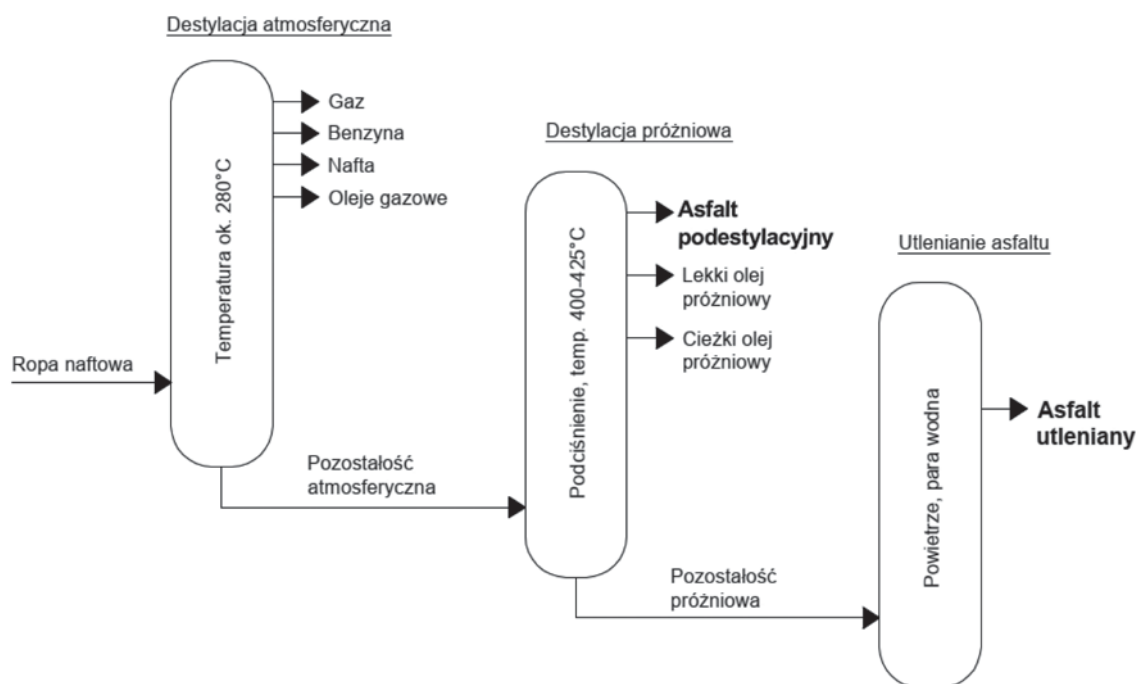 Destylacja atmosferyczna
Temperatura ok. 280°C
Gaz
Benzyna
Nafta
Oleje gazowe
Ropa naftowa
Pozostałość
atmosferyczna
Destylacja próżniowa
Podciśnienie, temp. 400-425°C
Asfalt
podestylacyjny
Lekki olej
próżniowy
Cieżki olej
próżniowy
Pozostałość
próżniowa
Utlenianie asfaltu
Powietrze, para wodna
Asfalt
utleniany